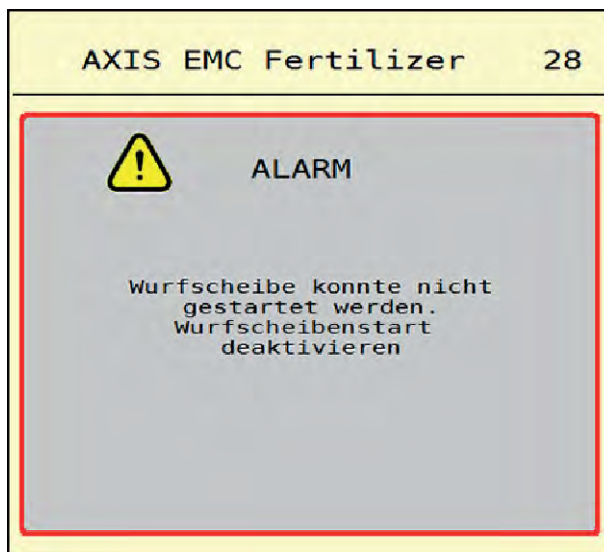 AXIS EMC Fertilizer 28
ALARM
Wurfscheibe konnte nicht
gestartet werden.
Wurfscheibenstart
deaktivieren